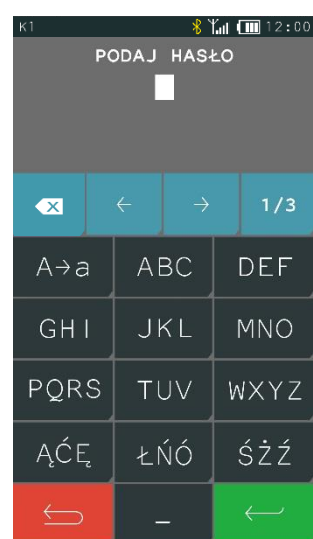 K1 12:00
PODAJ HASŁO
← → 1/3
A→a ABC DEF
GHI JKL MNO
PQRS TUV WXYZ
ĄĆĘ ŁŃÓ ŚŻŹ
_